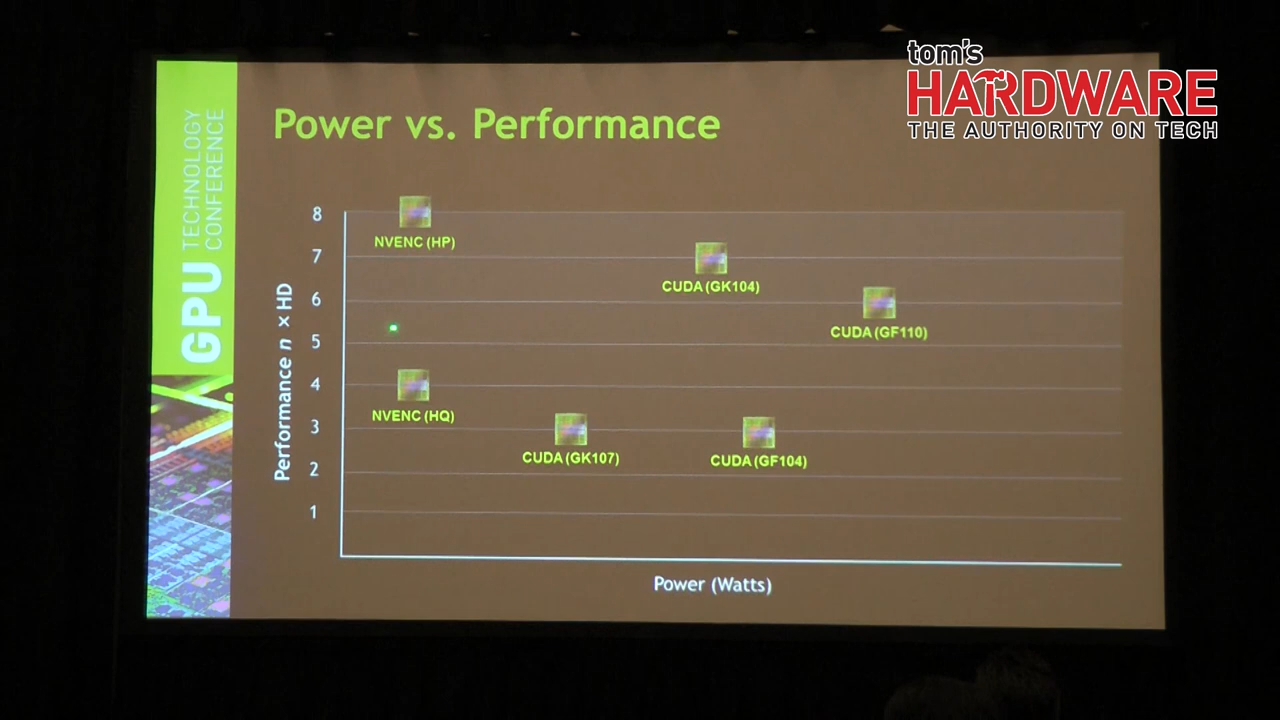 tom's
HARDWARE
THE AUTHORITY ON TECH
GPU TECHNOLOGY
CONFERENCE
Power vs. Performance
Performance n × HD
8
7
6
5
4
3
2
1
NVENC (HP)
CUDA (GK104)
CUDA (GF110)
NVENC (HQ)
CUDA (GK107)
CUDA (GF104)
Power (Watts)